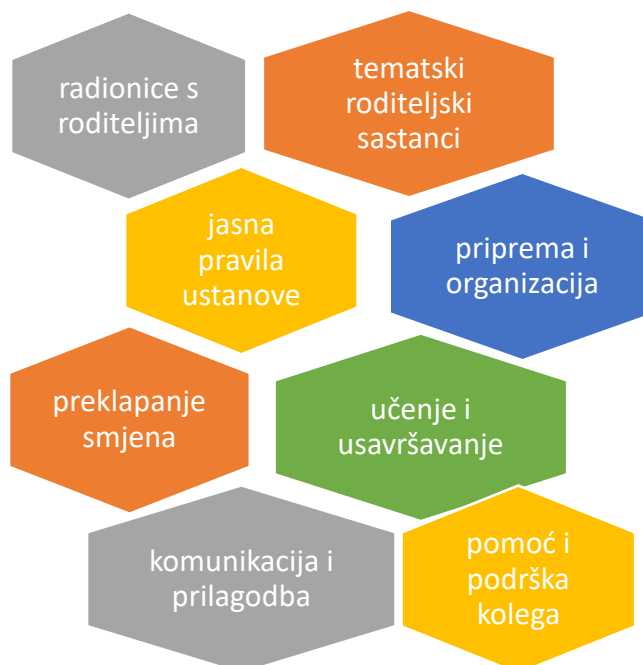 radionice s
roditeljima
tematski
roditeljski
sastanci
jasna
pravila
ustanove
priprema i
organizacija
preklapanje
smjena
učenje i
usavršavanje
komunikacija i
prilagodba
pomoć i
podrška
kolega